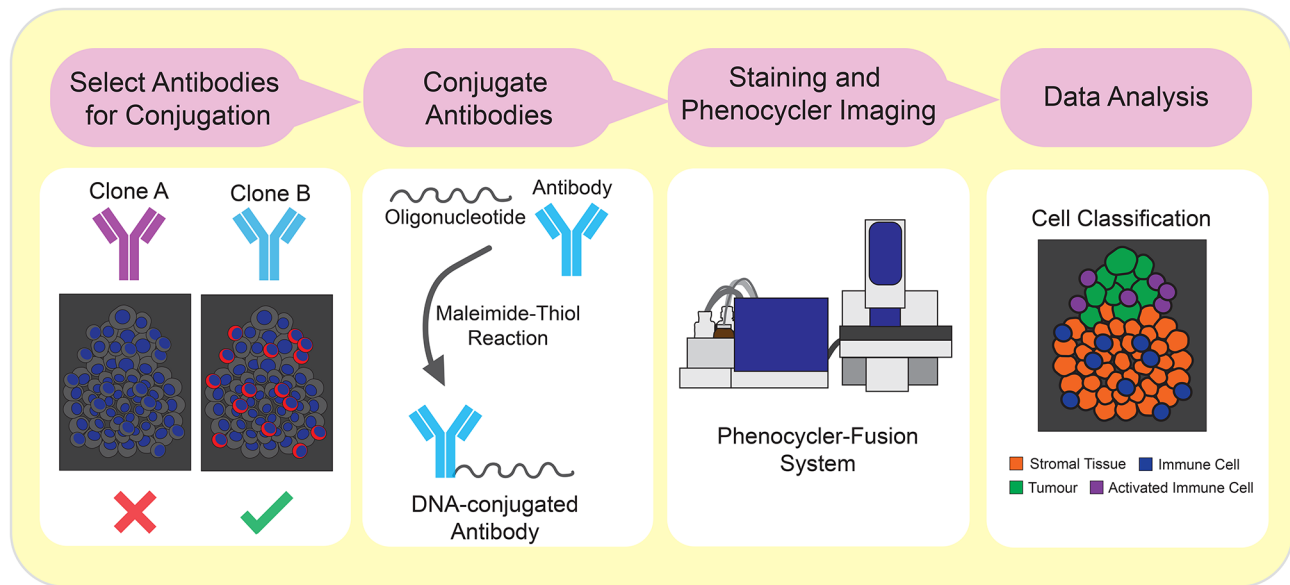 Select Antibodies
for Conjugation
Conjugate
Antibodies
Staining and
Phenocycler Imaging
Data Analysis
Clone A
Clone B
Oligonucleotide
Antibody
Maleimide-Thiol
Reaction
DNA-conjugated
Antibody
Phenocycler-Fusion
System
Cell Classification
Stromal Tissue
Immune Cell
Tumour
Activated Immune Cell